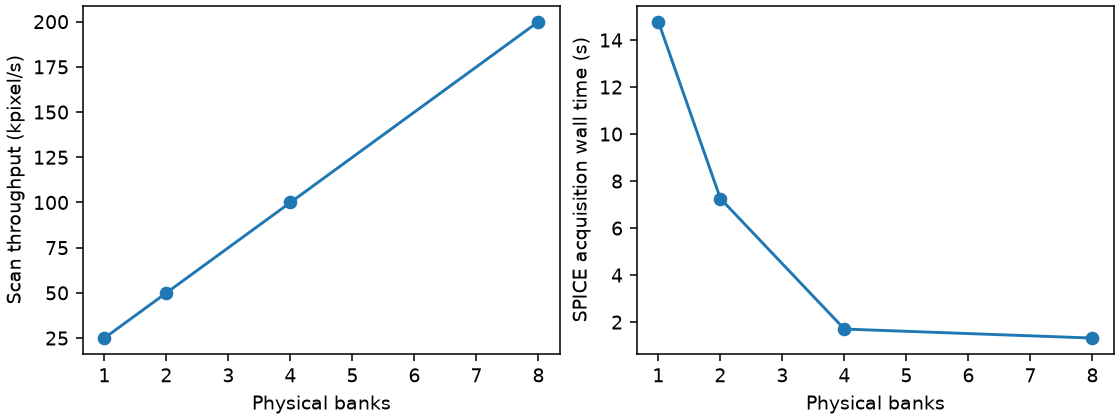 Scan throughput (kpixel/s)
200
175
150
125
100
75
50
25
1 2 3 4 5 6 7 8
Physical banks
SPICE acquisition wall time (s)
14
12
10
8
6
4
2
1 2 3 4 5 6 7 8
Physical banks